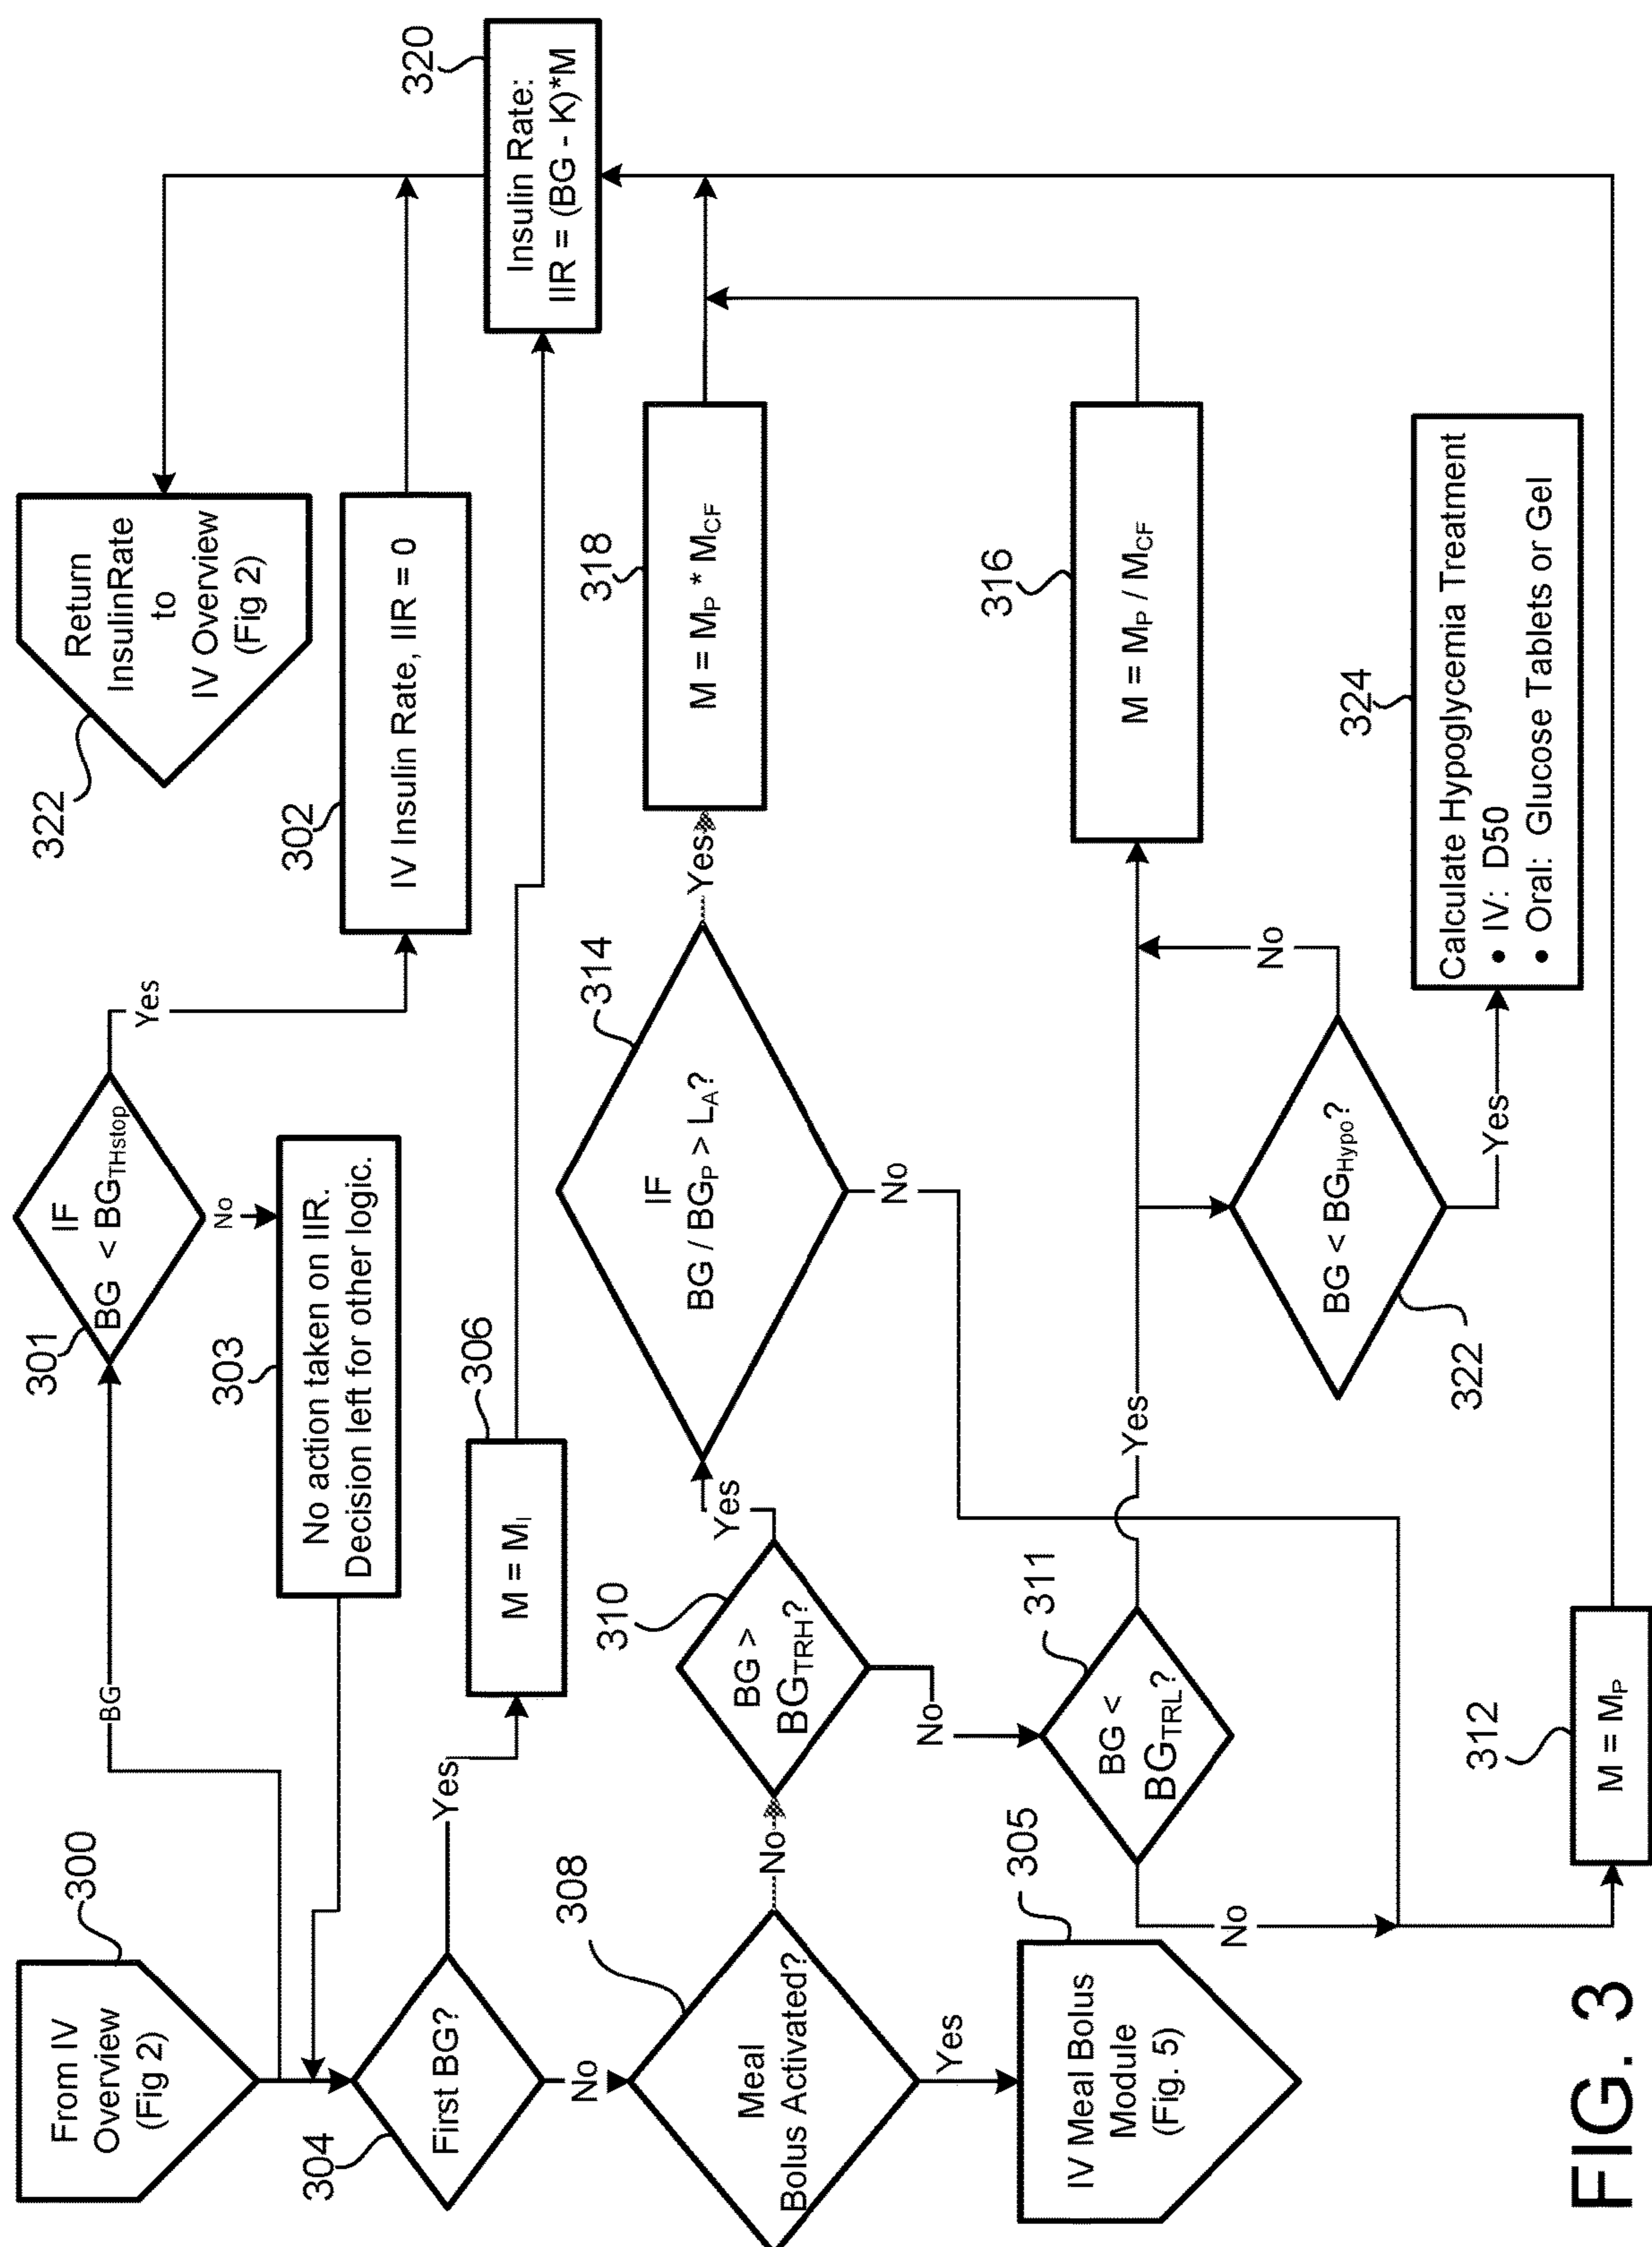 300
From IV
Overview
(Fig 2)
BG
301
IF
BG < BG_THstop
Yes
No
302
IV Insulin Rate, IIR = 0
322
Return
InsulinRate
to
IV Overview
(Fig 2)
303
No action taken on IIR.
Decision left for other logic.
304
First BG?
Yes
No
306
M = M_I
320
Insulin Rate:
IIR = (BG - K)*M
308
Meal
Bolus Activated?
No
Yes
310
BG >
BG_TRH?
Yes
No
314
IF
BG / BG_P > L_A?
Yes
No
318
M = M_P * M_CF
305
IV Meal Bolus
Module
(Fig. 5)
311
BG <
BG_TRL?
Yes
No
316
M = M_P / M_CF
322
BG < BG_Hypo?
No
Yes
324
Calculate Hypoglycemia Treatment
• IV: D50
• Oral: Glucose Tablets or Gel
312
M = M_P
FIG. 3